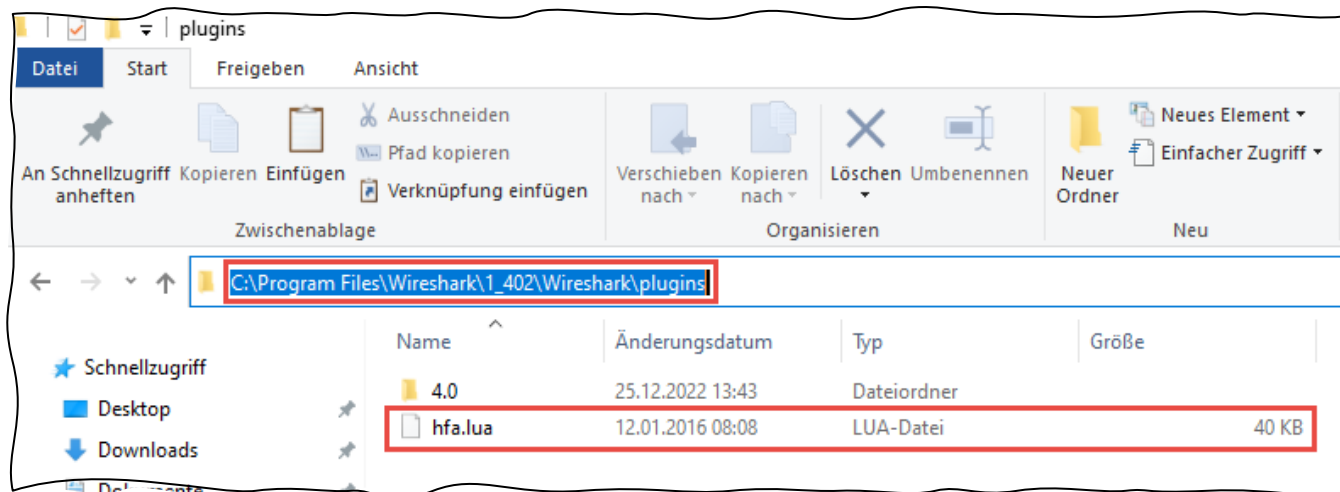 plugins
Datei Start Freigeben Ansicht
An Schnellzugriff anheften
Kopieren
Einfügen
Ausschneiden
Pfad kopieren
Verknüpfung einfügen
Zwischenablage
Verschieben nach
Kopieren nach
Löschen
Umbenennen
Organisieren
Neuer Ordner
Neues Element
Einfacher Zugriff
Neu
C:\Program Files\Wireshark\1_402\Wireshark\plugins
Schnellzugriff
Desktop
Downloads
Name Änderungsdatum Typ Größe
4.0 25.12.2022 13:43 Dateiordner
hfa.lua 12.01.2016 08:08 LUA-Datei 40 KB